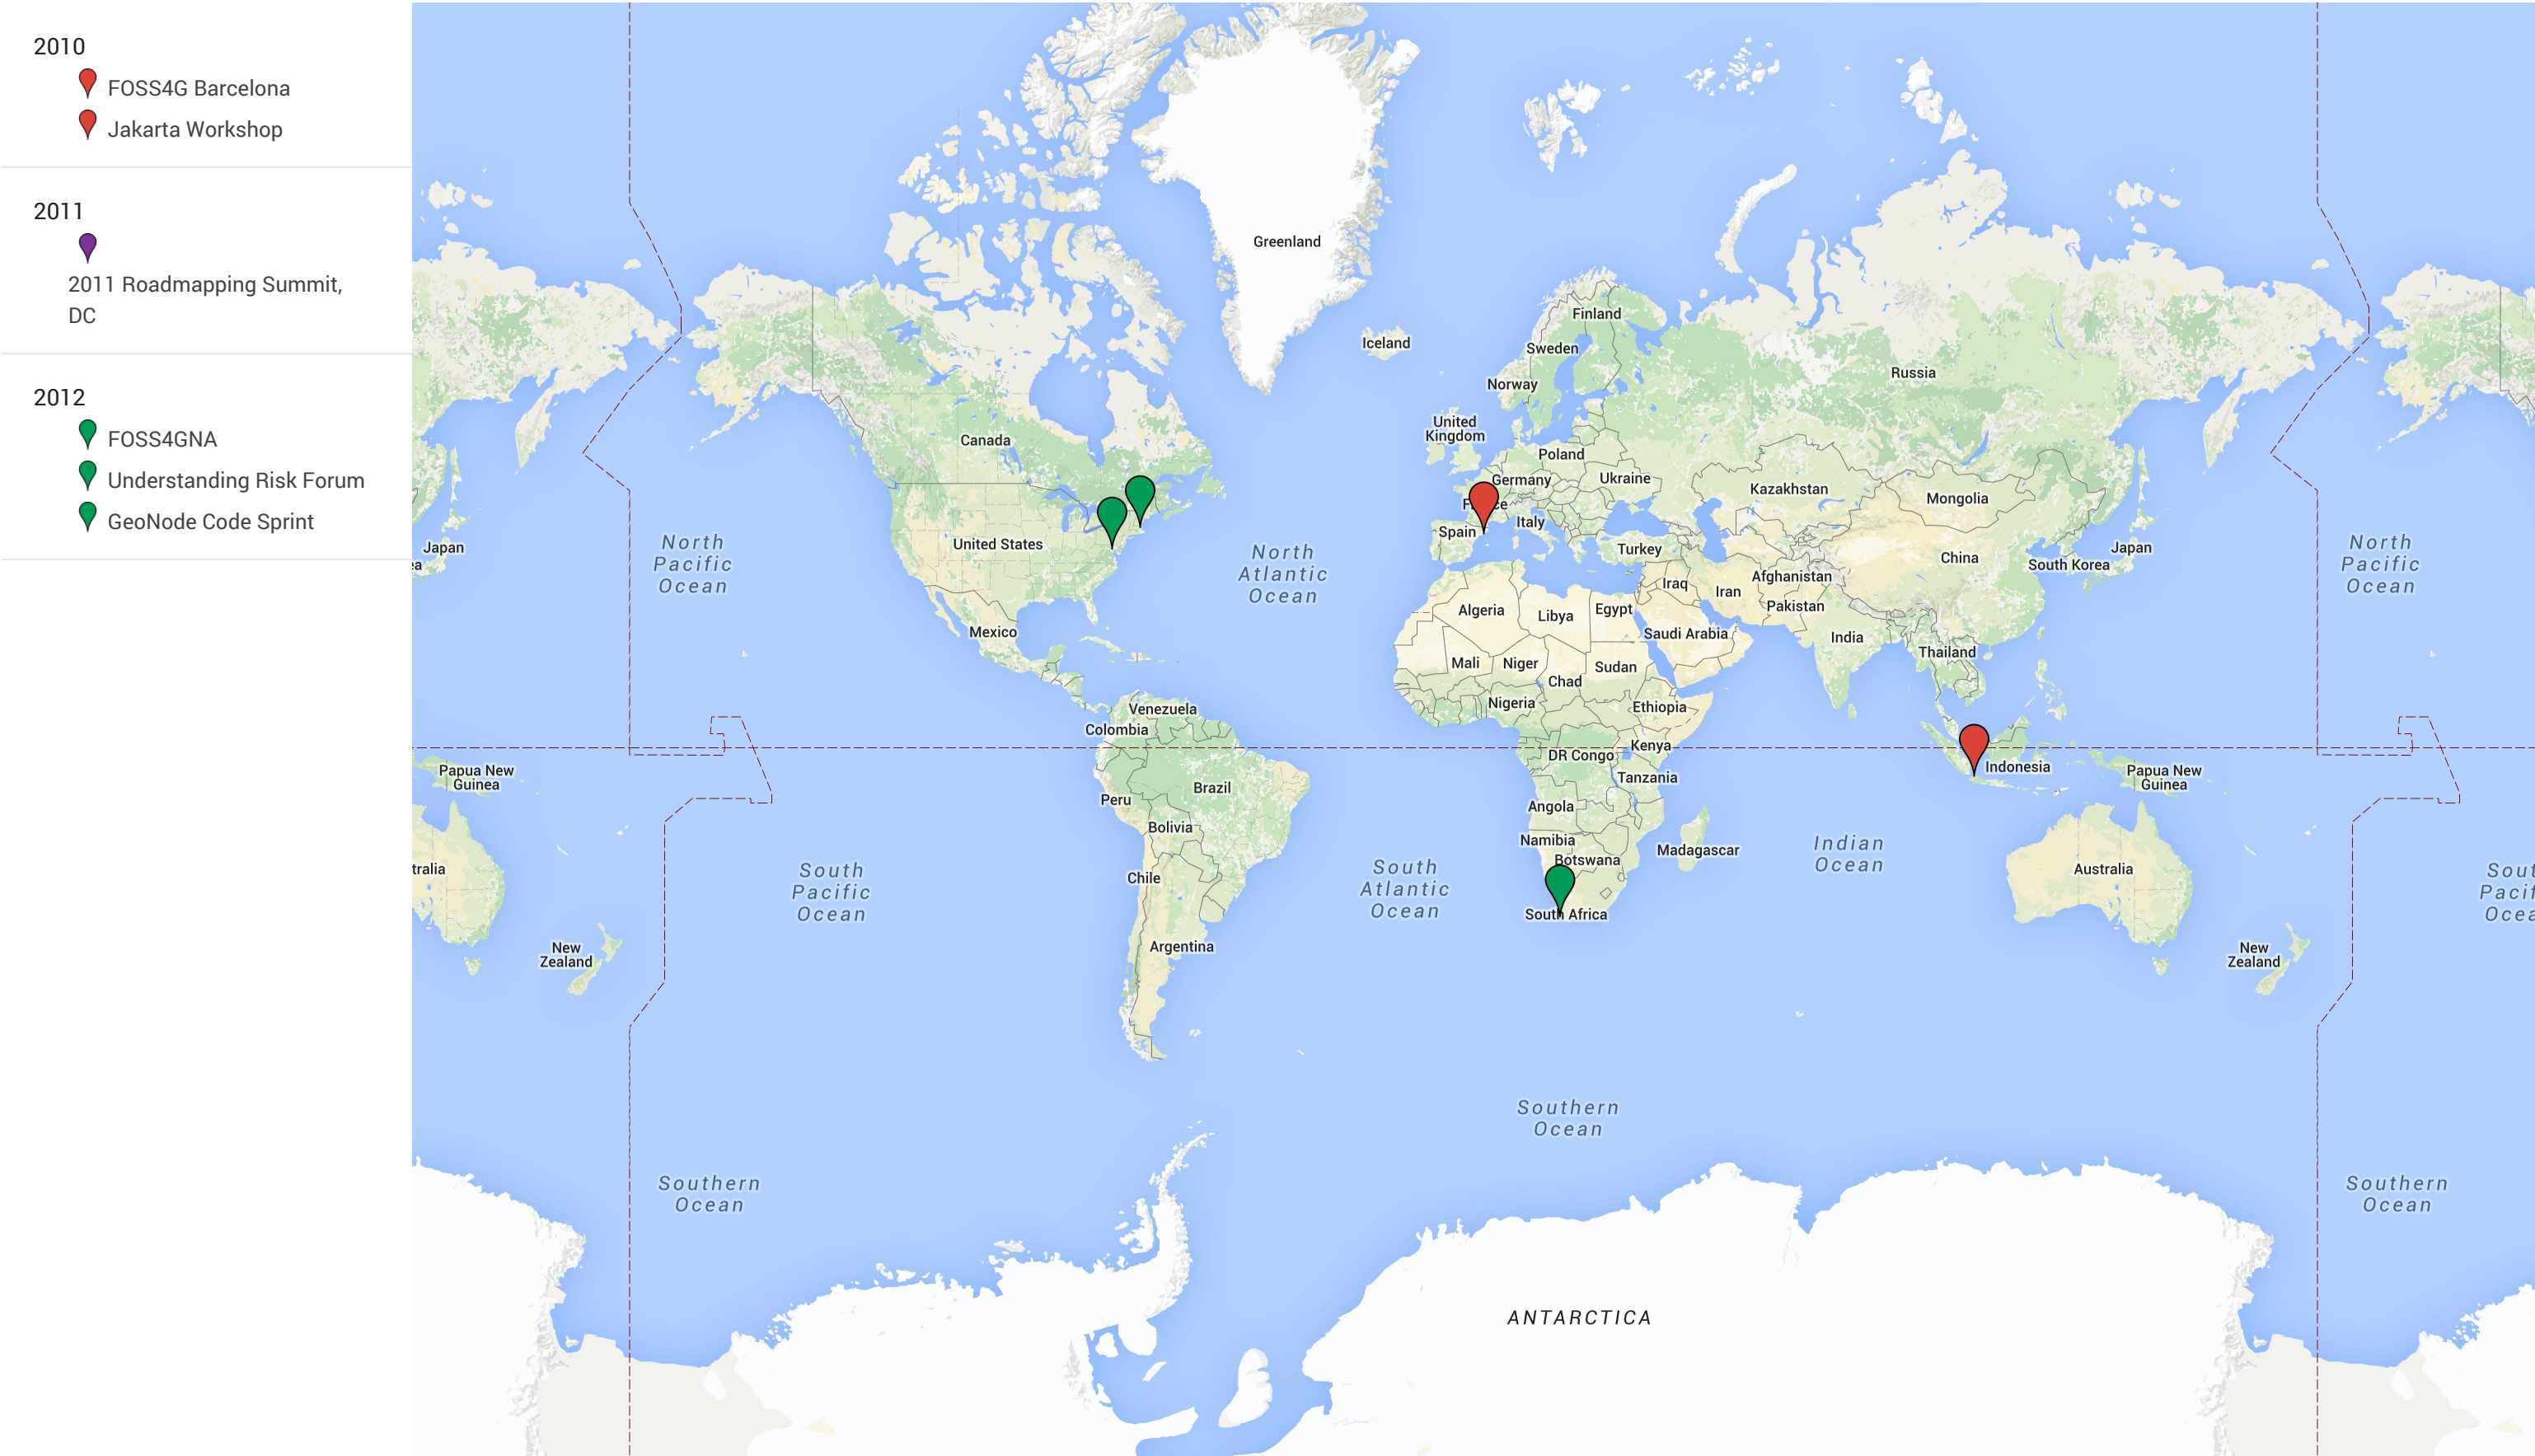 2010
FOSS4G Barcelona
Jakarta Workshop
2011
2011 Roadmapping Summit,
DC
2012
FOSS4GNA
Understanding Risk Forum
GeoNode Code Sprint
Greenland
Finland
Iceland
Sweden
Russia
Norway
United
Kingdom
Canada
Poland
Germany
Ukraine
Kazakhstan
Mongolia
Spain
Italy
United States
Japan
North
Pacific
Ocean
North
Atlantic
Ocean
Turkey
China
Japan
South Korea
North
Pacific
Ocean
Iraq
Iran
Afghanistan
Pakistan
Algeria
Libya
Egypt
Saudi Arabia
India
Mexico
Mali
Niger
Sudan
Chad
Thailand
Nigeria
Ethiopia
Venezuela
Colombia
Kenya
DR Congo
Indonesia
Papua New
Guinea
Tanzania
Papua New
Guinea
Brazil
Peru
Angola
Bolivia
Namibia
Botswana
Madagascar
Indian
Ocean
tralia
South
Pacific
Ocean
Chile
South
Atlantic
Ocean
Australia
South Africa
New
Zealand
Argentina
New
Zealand
Southern
Ocean
Southern
Ocean
Southern
Ocean
ANTARCTICA